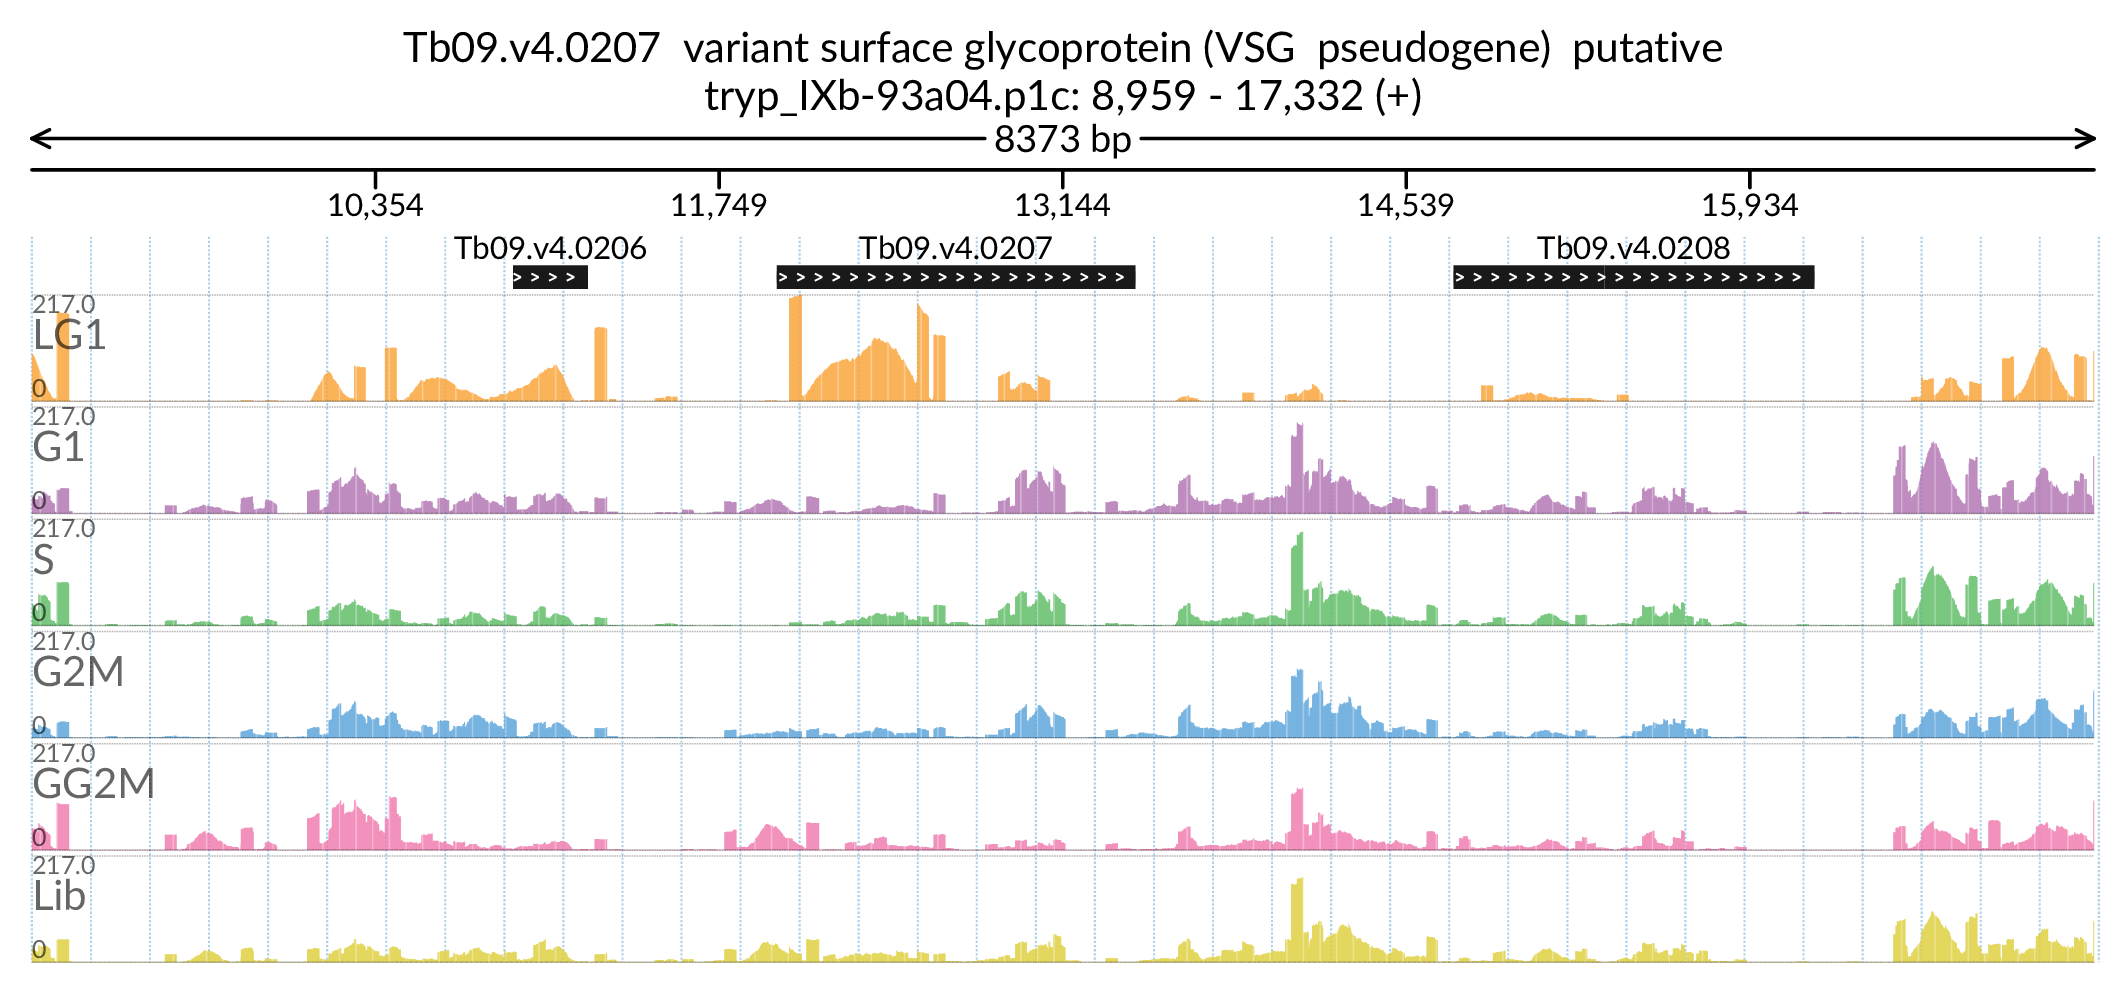 Tb09.v4.0207 variant surface glycoprotein (VSG pseudogene) putative
tryp_IXb-93a04.p1c: 8,959 - 17,332 (+)
8373 bp
10,354 11,749 13,144 14,539 15,934
Tb09.v4.0206 Tb09.v4.0207 Tb09.v4.0208
217.0
LG1
0
217.0
G1
0
217.0
S
0
217.0
G2M
0
217.0
GG2M
0
217.0
Lib
0